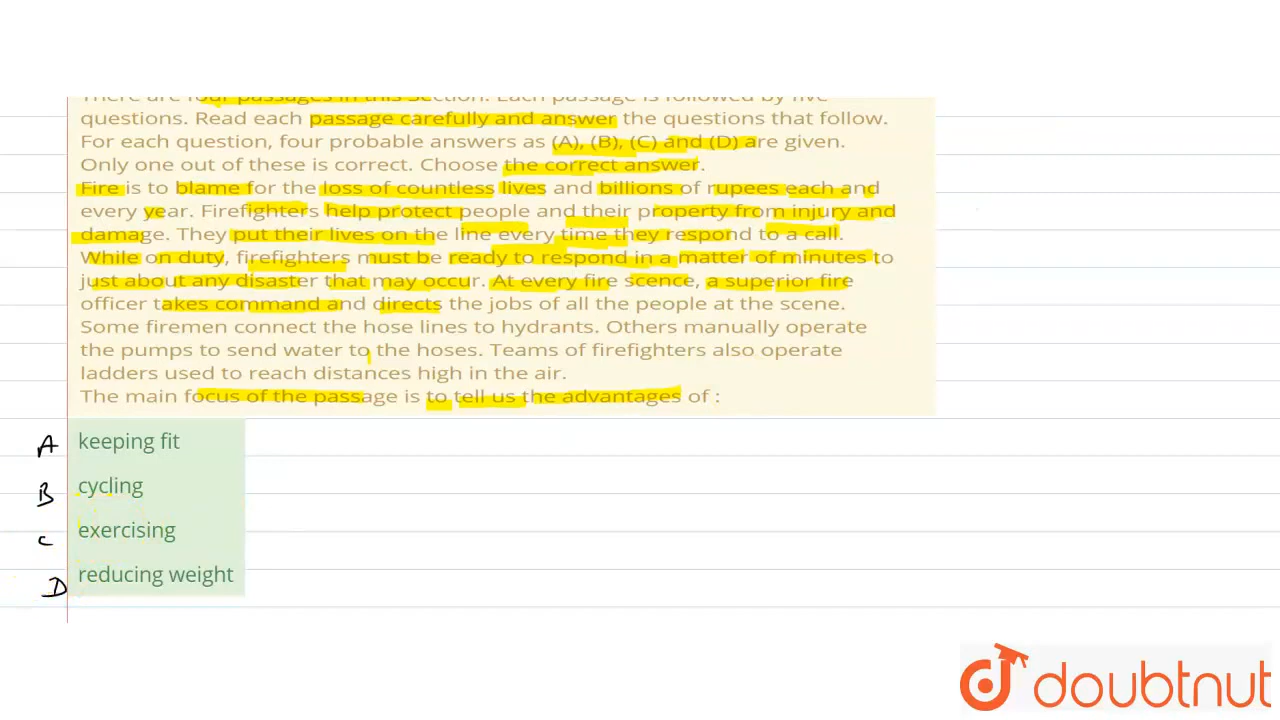 There are four passages in this Section. Each passage is followed by five
questions. Read each passage carefully and answer the questions that follow.
For each question, four probable answers as (A), (B), (C) and (D) are given.
Only one out of these is correct. Choose the correct answer.
Fire is to blame for the loss of countless lives and billions of rupees each and
every year. Firefighters help protect people and their property from injury and
damage. They put their lives on the line every time they respond to a call.
While on duty, firefighters must be ready to respond in a matter of minutes to
just about any disaster that may occur. At every fire scence, a superior fire
officer takes command and directs the jobs of all the people at the scene.
Some firemen connect the hose lines to hydrants. Others manually operate
the pumps to send water to the hoses. Teams of firefighters also operate
ladders used to reach distances high in the air.
The main focus of the passage is to tell us the advantages of :
A keeping fit
B cycling
C exercising
D reducing weight
doubtnut